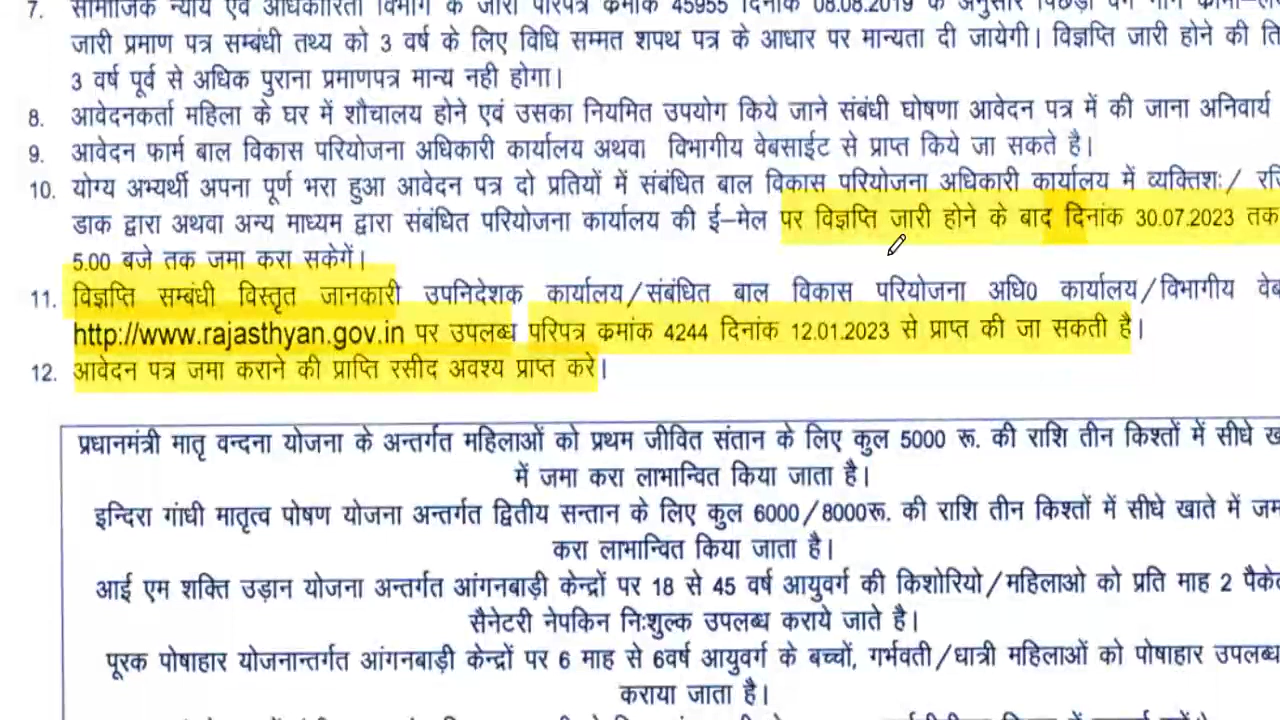 7. सामाजिक न्याय एवं अधिकारिता विभाग के जारी परिपत्र क्रमांक 45955 दिनांक 08.08.2019 के अनुसार पिछड़ा वर्ग
जारी प्रमाण पत्र सम्बंधी तथ्य को 3 वर्ष के लिए विधि सम्मत शपथ पत्र के आधार पर मान्यता दी जायेगी। विज्ञप्ति जारी होने की
3 वर्ष पूर्व से अधिक पुराना प्रमाणपत्र मान्य नही होगा।
8. आवेदनकर्ता महिला के घर में शौचालय होने एवं उसका नियमित उपयोग किये जाने संबंधी घोषणा आवेदन पत्र में की जाना अनिवार्य
9. आवेदन फार्म बाल विकास परियोजना अधिकारी कार्यालय अथवा विभागीय वेबसाईट से प्राप्त किये जा सकते है।
10. योग्य अभ्यर्थी अपना पूर्ण भरा हुआ आवेदन पत्र दो प्रतियों में संबंधित बाल विकास परियोजना अधिकारी कार्यालय में व्यक्तिशः/
डाक द्वारा अथवा अन्य माध्यम द्वारा संबंधित परियोजना कार्यालय की ई–मेल पर विज्ञप्ति जारी होने के बाद दिनांक 30.07.2023 तक
5.00 बजे तक जमा करा सकेगें।
11. विज्ञप्ति सम्बंधी विस्तृत जानकारी उपनिदेशक कार्यालय/संबंधित बाल विकास परियोजना अधि0 कार्यालय/विभागीय
http://www.rajasthyan.gov.in पर उपलब्ध परिपत्र कमांक 4244 दिनांक 12.01.2023 से प्राप्त की जा सकती है।
12. आवेदन पत्र जमा कराने की प्राप्ति रसीद अवश्य प्राप्त करे।
प्रधानमंत्री मातृ वन्दना योजना के अन्तर्गत महिलाओं को प्रथम जीवित संतान के लिए कुल 5000 रू. की राशि तीन किश्तों में सीधे
में जमा करा लाभान्वित किया जाता है।
इन्दिरा गांधी मातृत्व पोषण योजना अन्तर्गत द्वितीय सन्तान के लिए कुल 6000/8000रू. की राशि तीन किश्तों में सीधे खाते में जम
करा लाभान्वित किया जाता है।
आई एम शक्ति उड़ान योजना अन्तर्गत आंगनबाड़ी केन्द्रों पर 18 से 45 वर्ष आयुवर्ग की किशोरियो/महिलाओ को प्रति माह 2
सैनेटरी नेपकिन निःशुल्क उपलब्ध कराये जाते है।
पूरक पोषाहार योजनान्तर्गत आंगनबाड़ी केन्द्रों पर 6 माह से 6वर्ष आयुवर्ग के बच्चों, गर्भवती/धात्री महिलाओं को पोषाहार उपलब्ध
कराया जाता है।